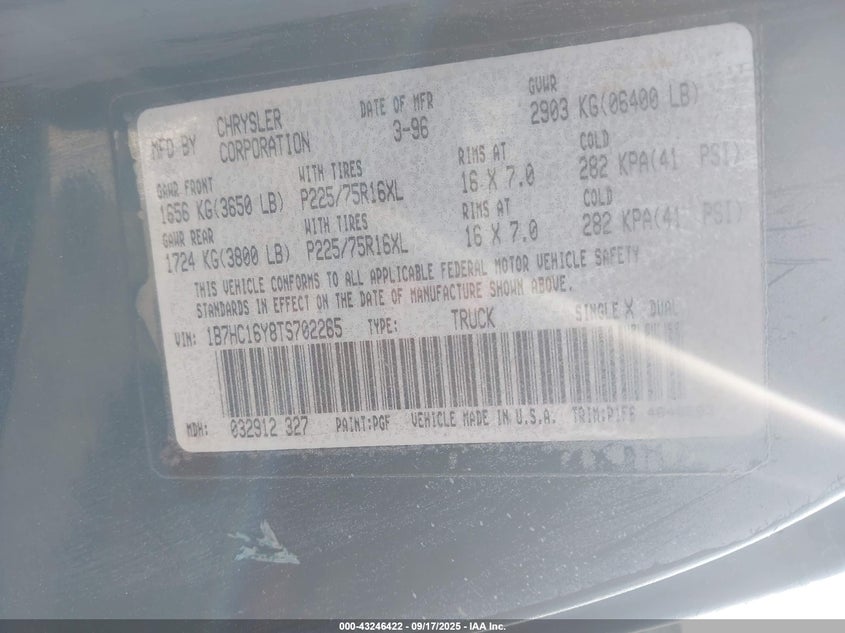 MFD BY CHRYSLER CORPORATION DATE OF MFR 3-96 GVWR 2903 KG(06400 LB)
GAWR FRONT WITH TIRES RIMS AT COLD
1656 KG(3650 LB) P225/75R16XL 16 X 7.0 282 KPA(41 PSI)
GAWR REAR WITH TIRES RIMS AT COLD
1724 KG(3800 LB) P225/75R16XL 16 X 7.0 282 KPA(41 PSI)
THIS VEHICLE CONFORMS TO ALL APPLICABLE FEDERAL MOTOR VEHICLE SAFETY
STANDARDS IN EFFECT ON THE DATE OF MANUFACTURE SHOWN ABOVE.
VIN: 1B7HC16Y8TS702265 TYPE: TRUCK SINGLE X DUAL
MDH: 032912 327 PAINT:PGF VEHICLE MADE IN U.S.A. TRIM:P1F6
000-43246422 - 09/17/2025 - IAA Inc.